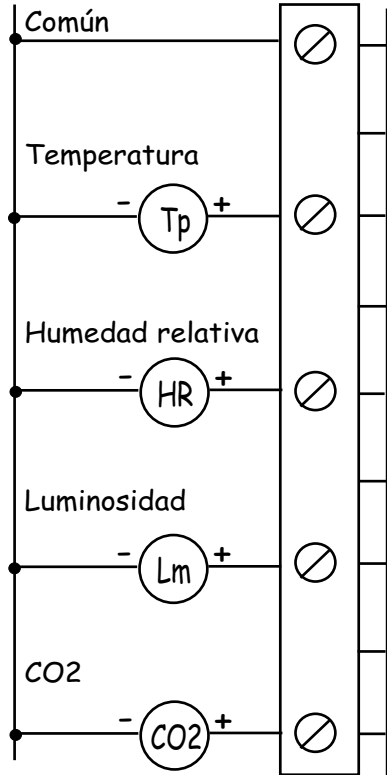 Común
Temperatura
- Tp +
Humedad relativa
- HR +
Luminosidad
- Lm +
CO2
- CO2 +